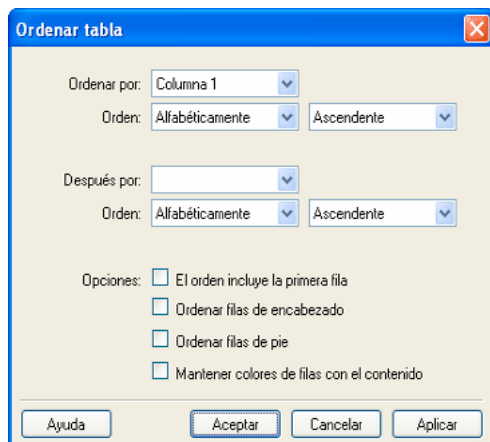 Ordenar tabla
Ordenar por: Columna 1
Orden: Alfabéticamente Ascendente
Después por:
Orden: Alfabéticamente Ascendente
Opciones: El orden incluye la primera fila
Ordenar filas de encabezado
Ordenar filas de pie
Mantener colores de filas con el contenido
Ayuda Aceptar Cancelar Aplicar